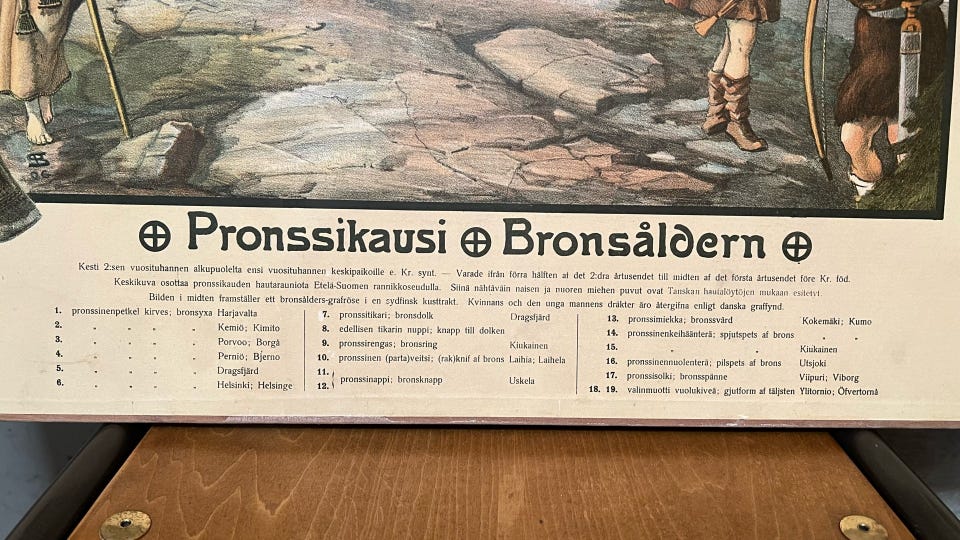 Pronssikausi Bronsåldern
Kesti 2:sen vuosituhannen alkupuolelta ensi vuosituhannen keskipaikoille e. Kr. synt. — Varade ifrån förra hälften af det 2:dra årtusendet till midten af det första årtusendet före Kr. föd.
Keskikuva osoittaa pronssikauden hautarauniota Etelä-Suomen rannikkoseudulla. Siinä nähtäväin naisen ja nuoren miehen puvut ovat Tanskan hautalöytöjen mukaan esitetyt.
Bilden i midten framställer ett bronsålders-grafröse i en sydfinsk kusttrakt. Kvinnans och den unga mannens dräkter äro återgifna enligt danska graffynd.
1. pronssinenpetkel kirves; bronsyxa Harjavalta
2. " " " " Kemiö; Kimito
3. " " " " Porvoo; Borgå
4. " " " " Perniö; Bjerno
5. " " " " Dragsfjärd
6. " " " " Helsinki; Helsinge
7. pronssitikari; bronsdolk Dragsfjärd
8. edellisen tikarin nuppi; knapp till dolken
9. pronssirengas; bronsring Kiukainen
10. pronssinen (parta)veitsi; (rak)knif af brons Laihia; Laihela
11.
12. pronssinappi; bronsknapp Uskela
13. pronssimiekka; bronssvärd Kokemäki; Kumo
14. pronssinenkeihäänterä; spjutspets af brons
15. " " Kiukainen
16. pronssinennuolenterä; pilspets af brons Utsjoki
17. pronssisolki; bronsspänne Viipuri; Viborg
18. 19. valinmuotti vuolukiveä; gjutform af täljsten Ylitornio; Öfvertorneå